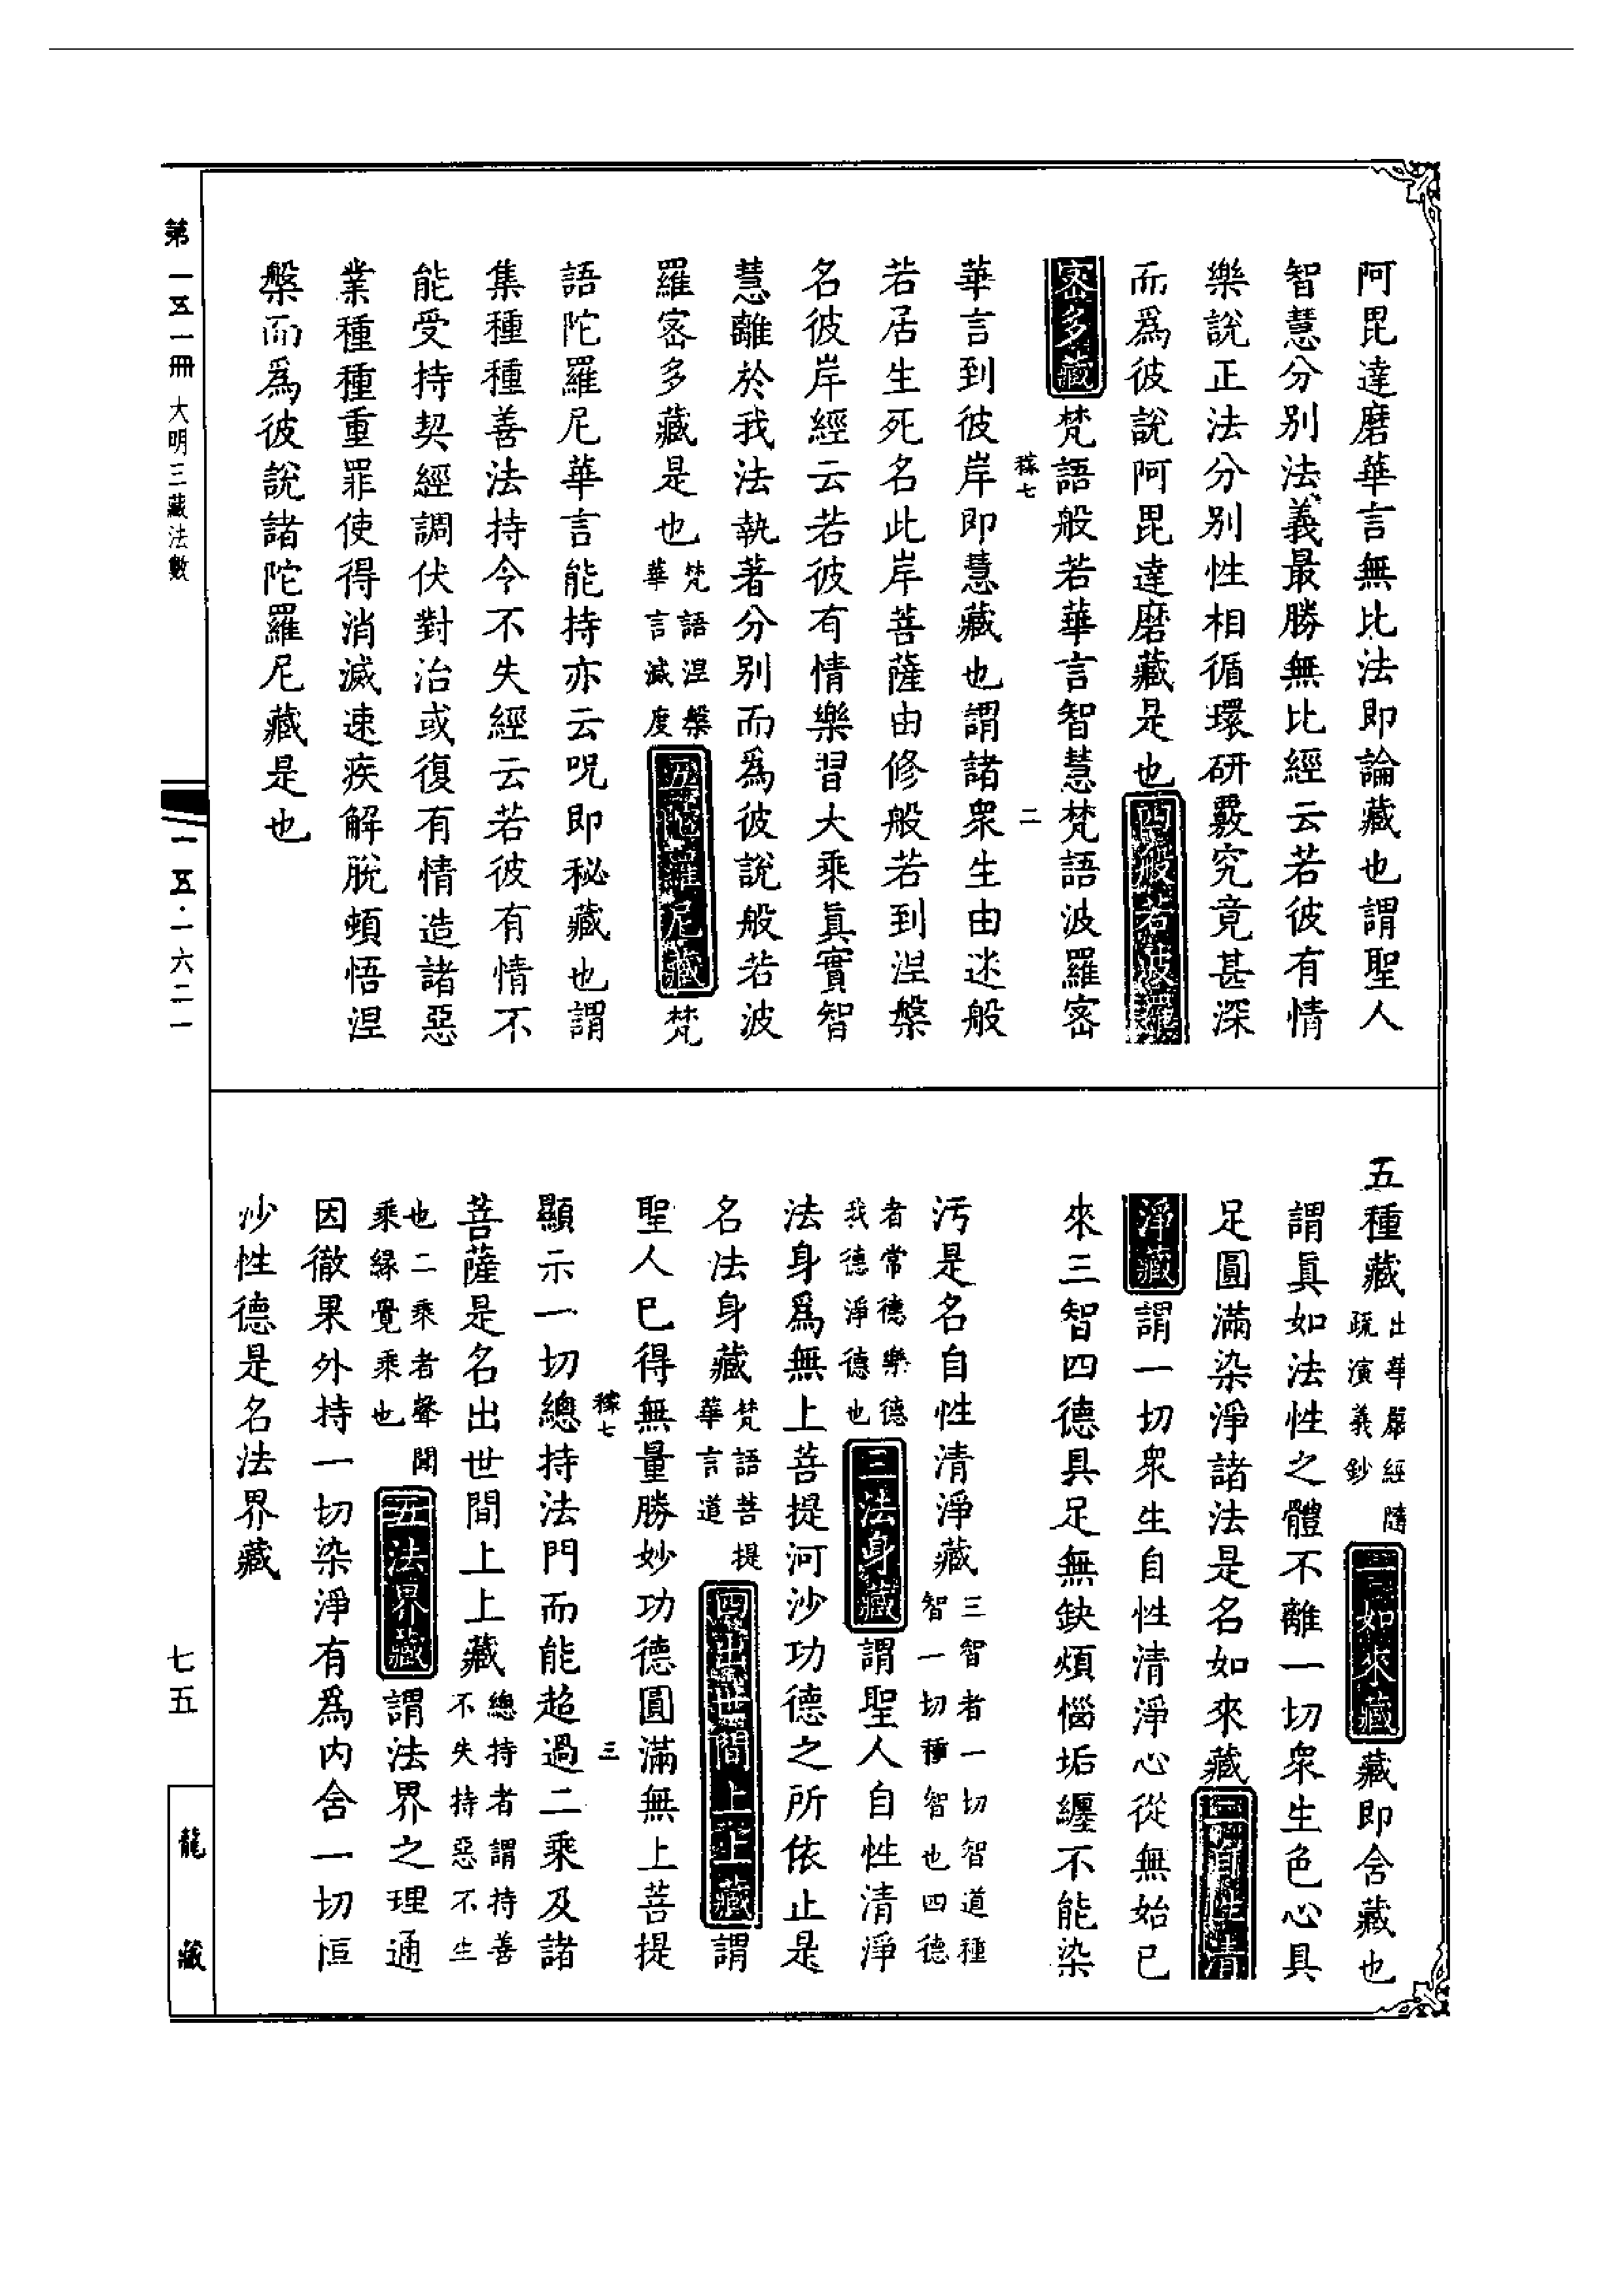 阿毘達磨華言無比法即論藏也謂聖人
智慧分別法義最勝無比經云若彼有情
樂說正法分別性相循環研覈究竟甚深
而爲彼說阿毘達磨藏是也四般若波羅
密多藏梵語般若華言智慧梵語波羅密
稼七 二
華言到彼岸即慧藏也謂諸衆生由迷般
若居生死名此岸菩薩由修般若到涅槃
名彼岸經云若彼有情樂習大乘眞實智
慧離於我法執著分別而爲彼說般若波
羅密多藏是也梵語涅槃華言滅度五陀羅尼藏梵
語陀羅尼華言能持亦云呪即秘藏也謂
集種種善法持令不失經云若彼有情不
能受持契經調伏對治或復有情造諸惡
業種種重罪使得消滅速疾解脫頓悟涅
槃而爲彼說諸陀羅尼藏是也
五種藏出華嚴經隨疏演義鈔一如來藏藏即含藏也
謂眞如法性之體不離一切衆生色心具
足圓滿染淨諸法是名如來藏二自性清
淨藏謂一切衆生自性清淨心從無始已
來三智四德具足無缺煩惱垢纏不能染
污是名自性清淨藏三智者一切智道種智一切種智也四德
者常德樂德我德淨德也三法身藏謂聖人自性清淨
法身爲無上菩提河沙功德之所依止是
名法身藏梵語菩提華言道四出世間上上藏謂
聖人已得無量勝妙功德圓滿無上菩提
稼七 三
顯示一切總持法門而能超過二乘及諸
菩薩是名出世間上上藏總持者謂持善不失持惡不生
也二乘者聲聞乘緣覺乘也五法界藏謂法界之理通
因徹果外持一切染淨有爲內含一切恒
沙性德是名法界藏
第一五一冊 大明三藏法數
一五·一六二一
七五
龍藏